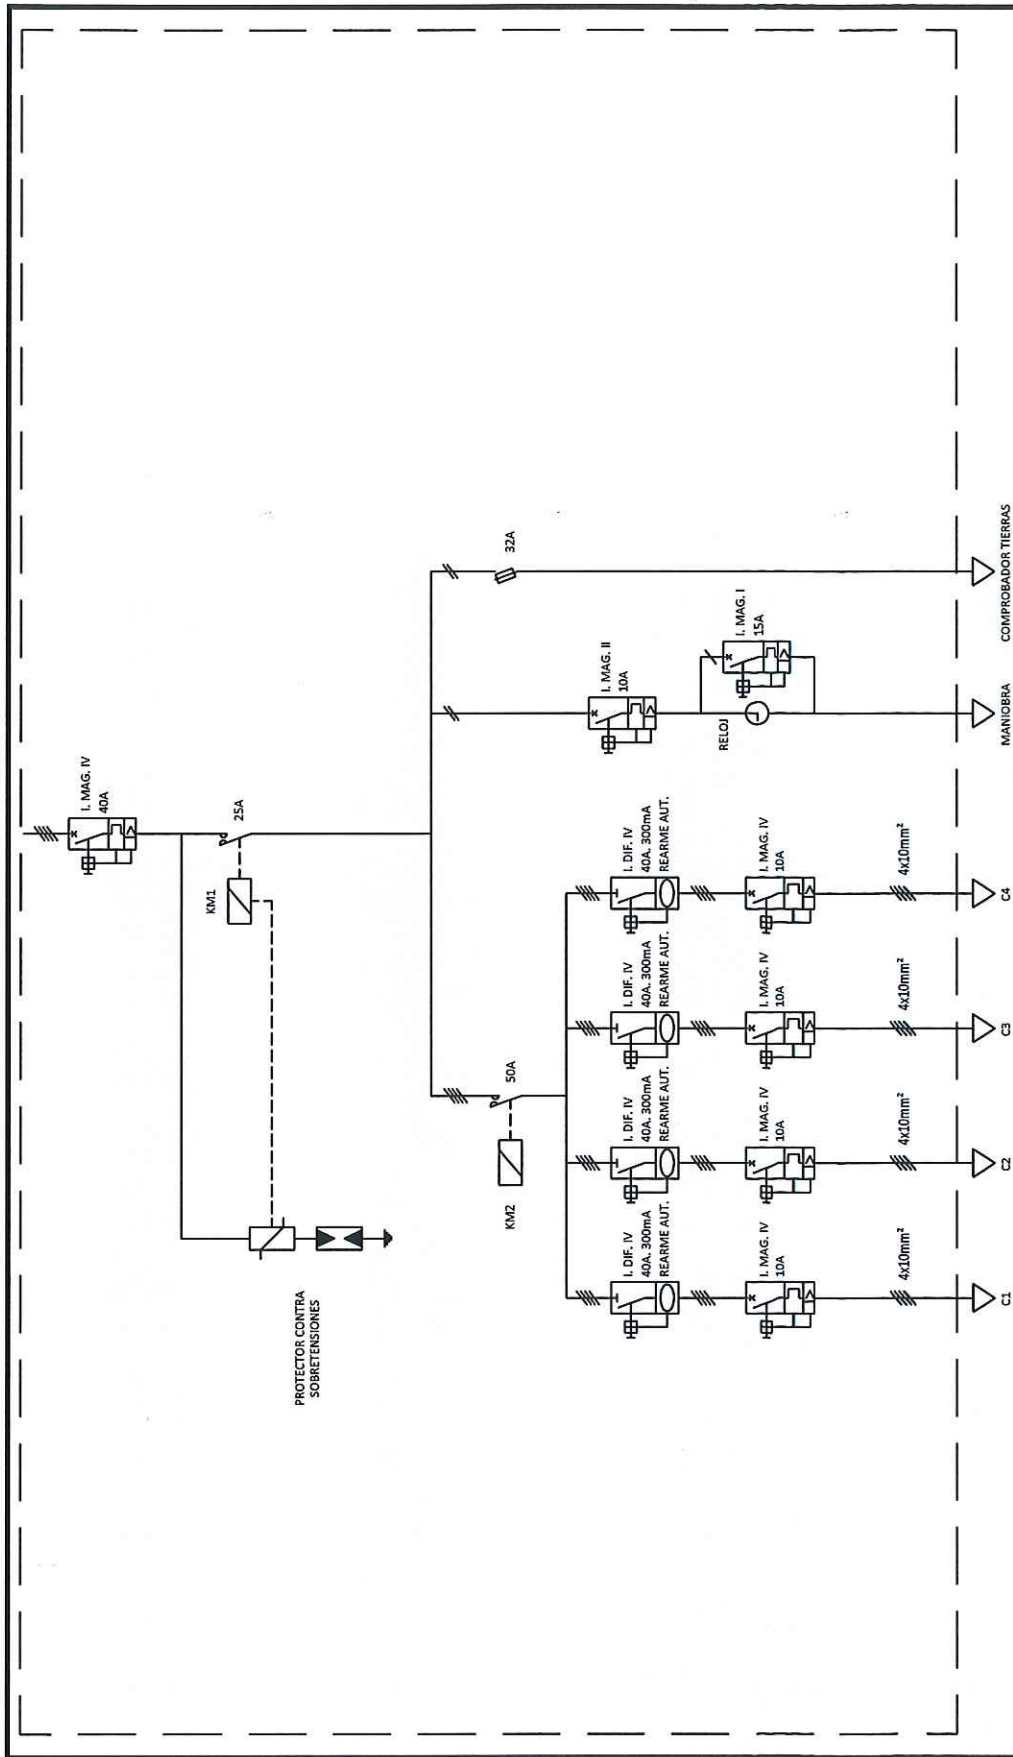 I. MAG. IV
40A
KM1
25A
PROTECTOR CONTRA
SOBRETENSIONES
KM2
50A
32A
I. MAG. II
10A
RELOJ
I. MAG. I
15A
I. DIF. IV
40A. 300mA
REARME AUT.
I. DIF. IV
40A. 300mA
REARME AUT.
I. DIF. IV
40A. 300mA
REARME AUT.
I. DIF. IV
40A. 300mA
REARME AUT.
I. MAG. IV
10A
I. MAG. IV
10A
I. MAG. IV
10A
I. MAG. IV
10A
4x10mm²
4x10mm²
4x10mm²
4x10mm²
C1
C2
C3
C4
MANIOBRA
COMPROBADOR TIERRAS